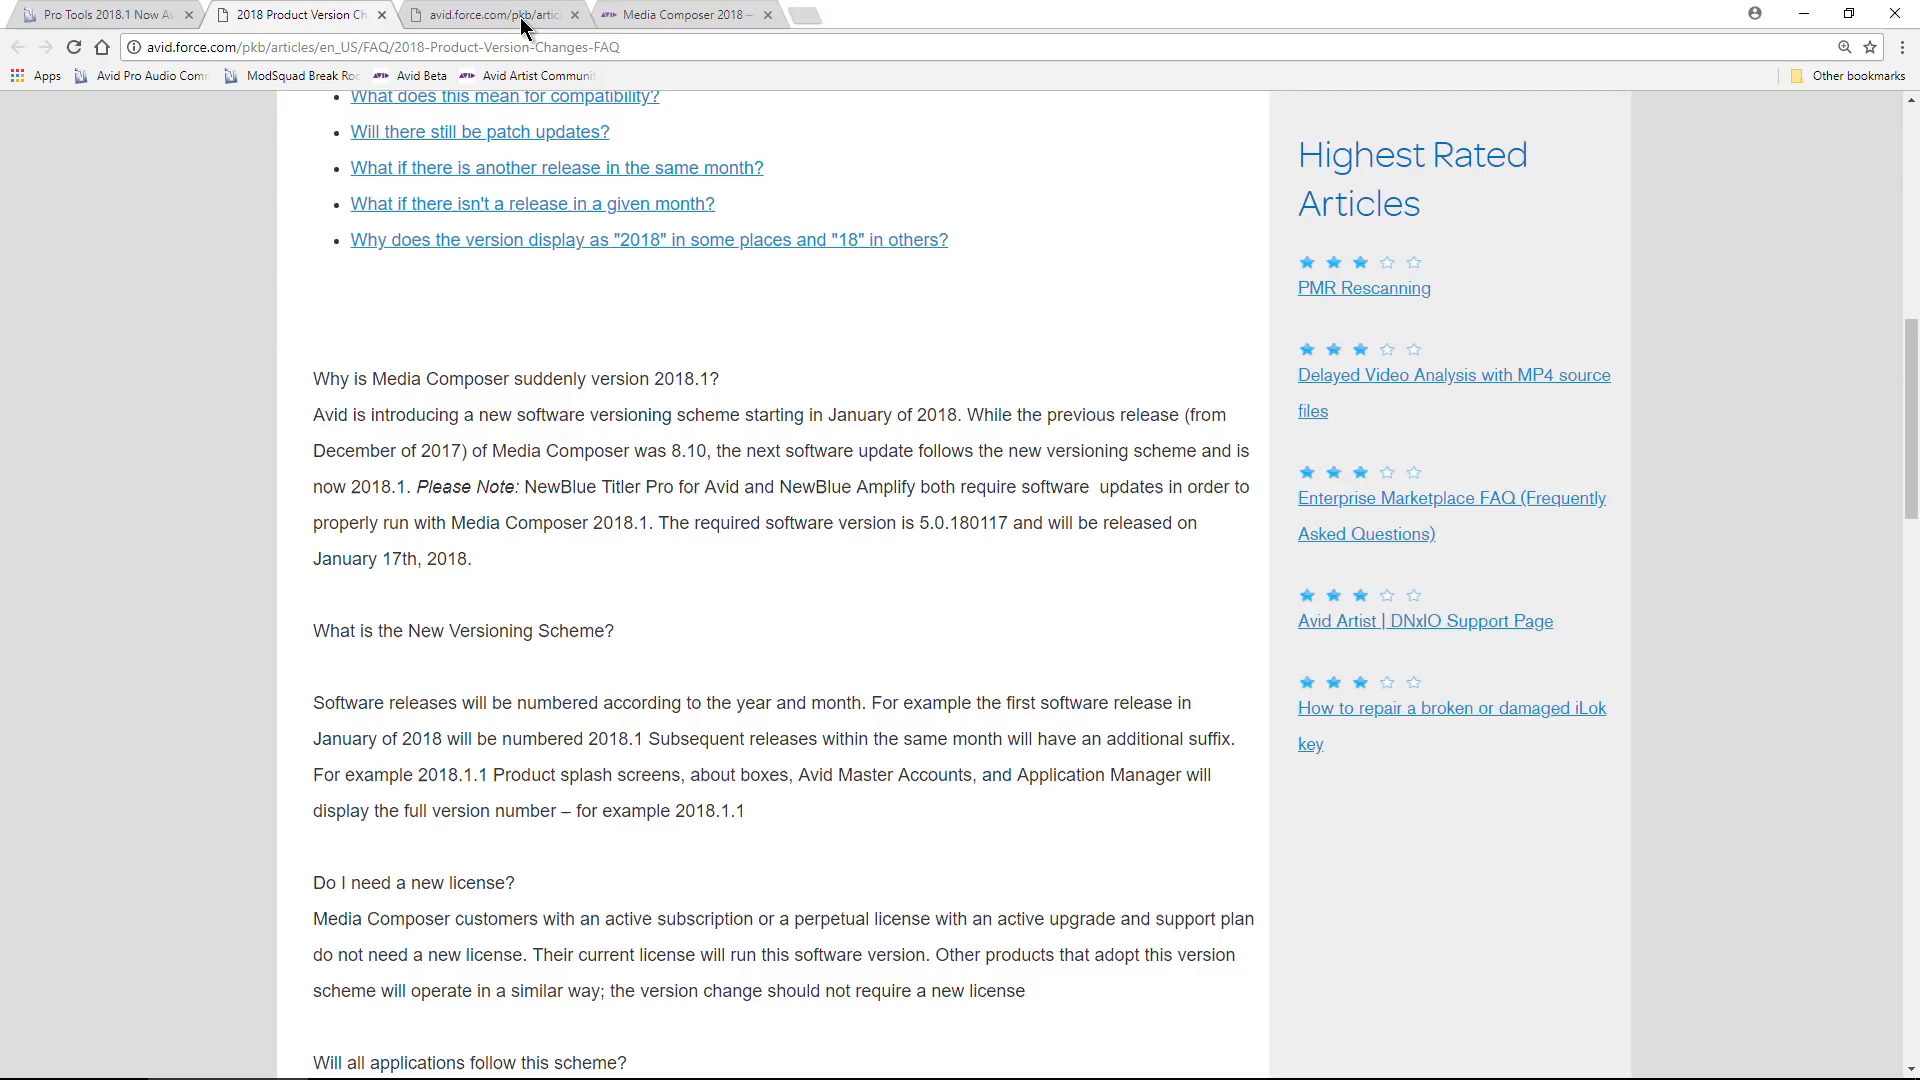 Pro Tools 2018.1 Now A
2018 Product Version Ch
avid.force.com/pkb/artic
Media Composer 2018 –
avid.force.com/pkb/articles/en_US/FAQ/2018-Product-Version-Changes-FAQ
Apps
Avid Pro Audio Com
ModSquad Break Ro
Avid Beta
Avid Artist Communi
Other bookmarks
What does this mean for compatibility?
Will there still be patch updates?
What if there is another release in the same month?
What if there isn't a release in a given month?
Why does the version display as "2018" in some places and "18" in others?
Why is Media Composer suddenly version 2018.1?
Avid is introducing a new software versioning scheme starting in January of 2018. While the previous release (from
December of 2017) of Media Composer was 8.10, the next software update follows the new versioning scheme and is
now 2018.1. Please Note: NewBlue Titler Pro for Avid and NewBlue Amplify both require software updates in order to
properly run with Media Composer 2018.1. The required software version is 5.0.180117 and will be released on
January 17th, 2018.
What is the New Versioning Scheme?
Software releases will be numbered according to the year and month. For example the first software release in
January of 2018 will be numbered 2018.1 Subsequent releases within the same month will have an additional suffix.
For example 2018.1.1 Product splash screens, about boxes, Avid Master Accounts, and Application Manager will
display the full version number – for example 2018.1.1
Do I need a new license?
Media Composer customers with an active subscription or a perpetual license with an active upgrade and support plan
do not need a new license. Their current license will run this software version. Other products that adopt this version
scheme will operate in a similar way; the version change should not require a new license
Will all applications follow this scheme?
Highest Rated
Articles
PMR Rescanning
Delayed Video Analysis with MP4 source
files
Enterprise Marketplace FAQ (Frequently
Asked Questions)
Avid Artist | DNxIO Support Page
How to repair a broken or damaged iLok
key